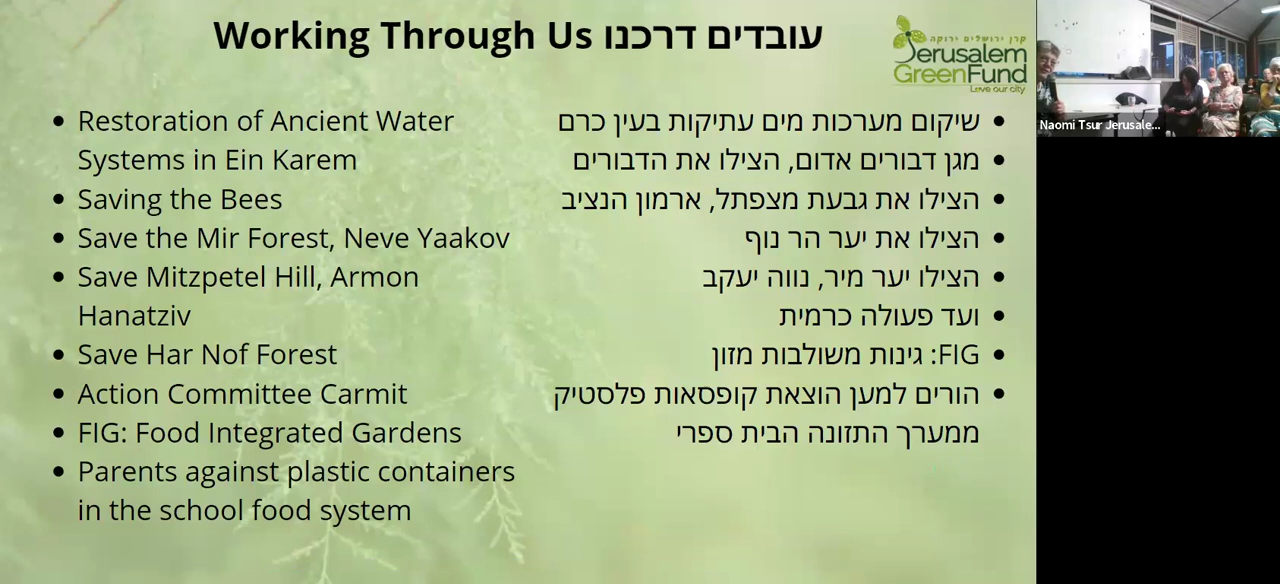 Working Through Us עובדים דרכנו
קרן ירושלים ירוקה
Jerusalem
GreenFund
Love our city
Naomi Tsur Jerusale...
• Restoration of Ancient Water
Systems in Ein Karem
• Saving the Bees
• Save the Mir Forest, Neve Yaakov
• Save Mitzpetel Hill, Armon
Hanatziv
• Save Har Nof Forest
• Action Committee Carmit
• FIG: Food Integrated Gardens
• Parents against plastic containers
in the school food system
• שיקום מערכות מים עתיקות בעין כרם
• מגן דבורים אדום, הצילו את הדבורים
• הצילו את גבעת מצפתל, ארמון הנציב
• הצילו את יער הר נוף
• הצילו יער מיר, נווה יעקב
• ועד פעולה כרמית
• FIG: גינות משולבות מזון
• הורים למען הוצאת קופסאות פלסטיק
ממערך התזונה הבית ספרי